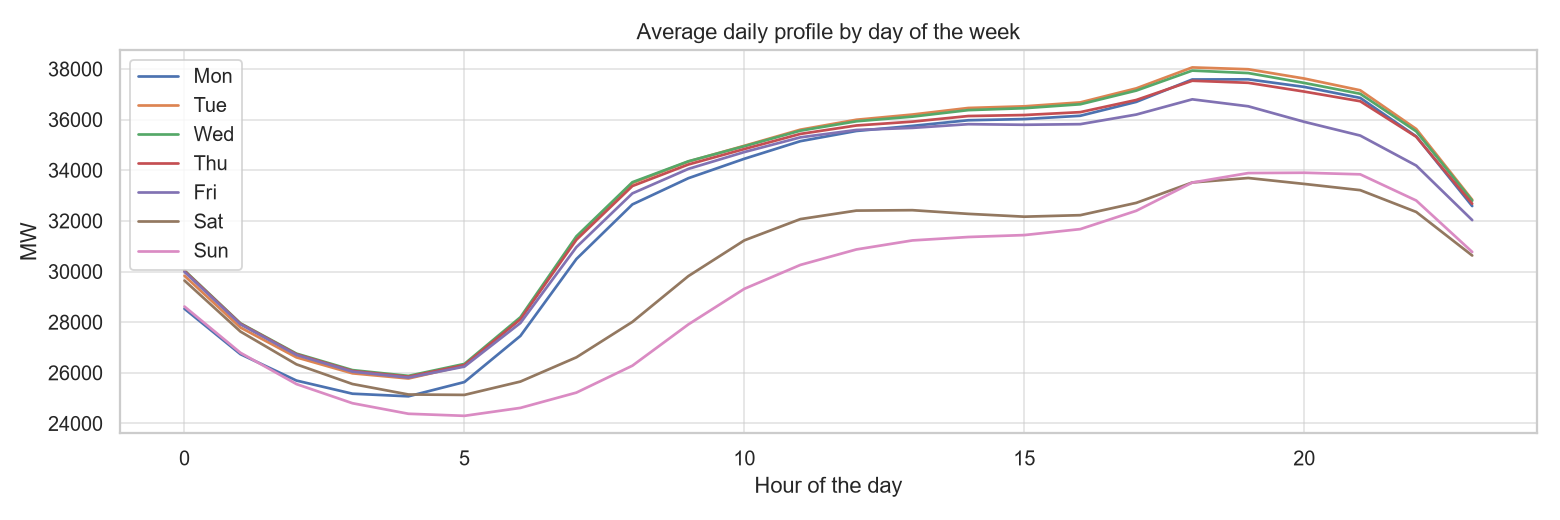 Average daily profile by day of the week
38000
36000
34000
32000
30000
28000
26000
24000
MW
Mon
Tue
Wed
Thu
Fri
Sat
Sun
0 5 10 15 20
Hour of the day